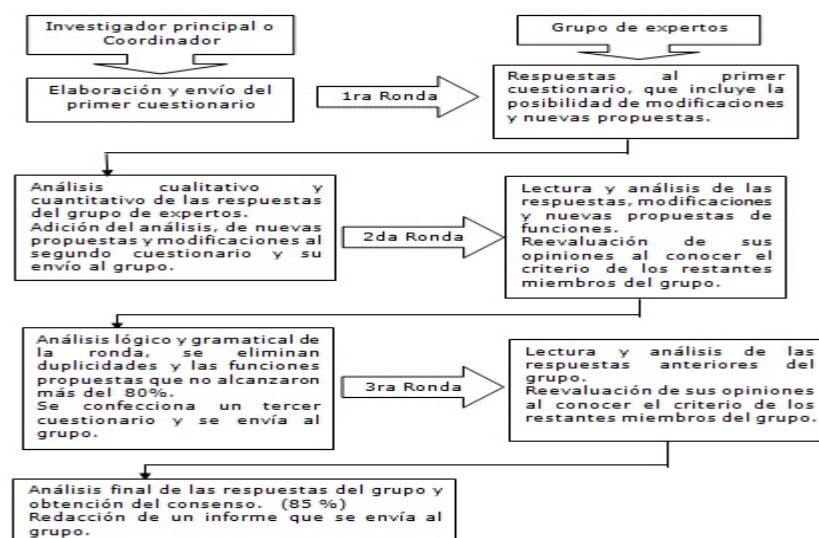 Investigador principal o
Coordinador
Grupo de expertos
Elaboración y envío del
primer cuestionario
1ra Ronda
Respuestas al primer
cuestionario, que incluye la
posibilidad de modificaciones
y nuevas propuestas.
Análisis cualitativo y
cuantitativo de las respuestas
del grupo de expertos.
Adición del análisis, de nuevas
propuestas y modificaciones al
segundo cuestionario y su
envío al grupo.
2da Ronda
Lectura y análisis de las
respuestas, modificaciones
y nuevas propuestas de
funciones.
Reevaluación de sus
opiniones al conocer el
criterio de los restantes
miembros del grupo.
Análisis lógico y gramatical de
la ronda, se eliminan
duplicidades y las funciones
propuestas que no alcanzaron
más del 80%.
Se confecciona un tercer
cuestionario y se envía al
grupo.
3ra Ronda
Lectura y análisis de las
respuestas anteriores del
grupo.
Reevaluación de sus opiniones
al conocer el criterio de los
restantes miembros del grupo.
Análisis final de las respuestas del grupo y
obtención del consenso. (85 %)
Redacción de un informe que se envía al
grupo.